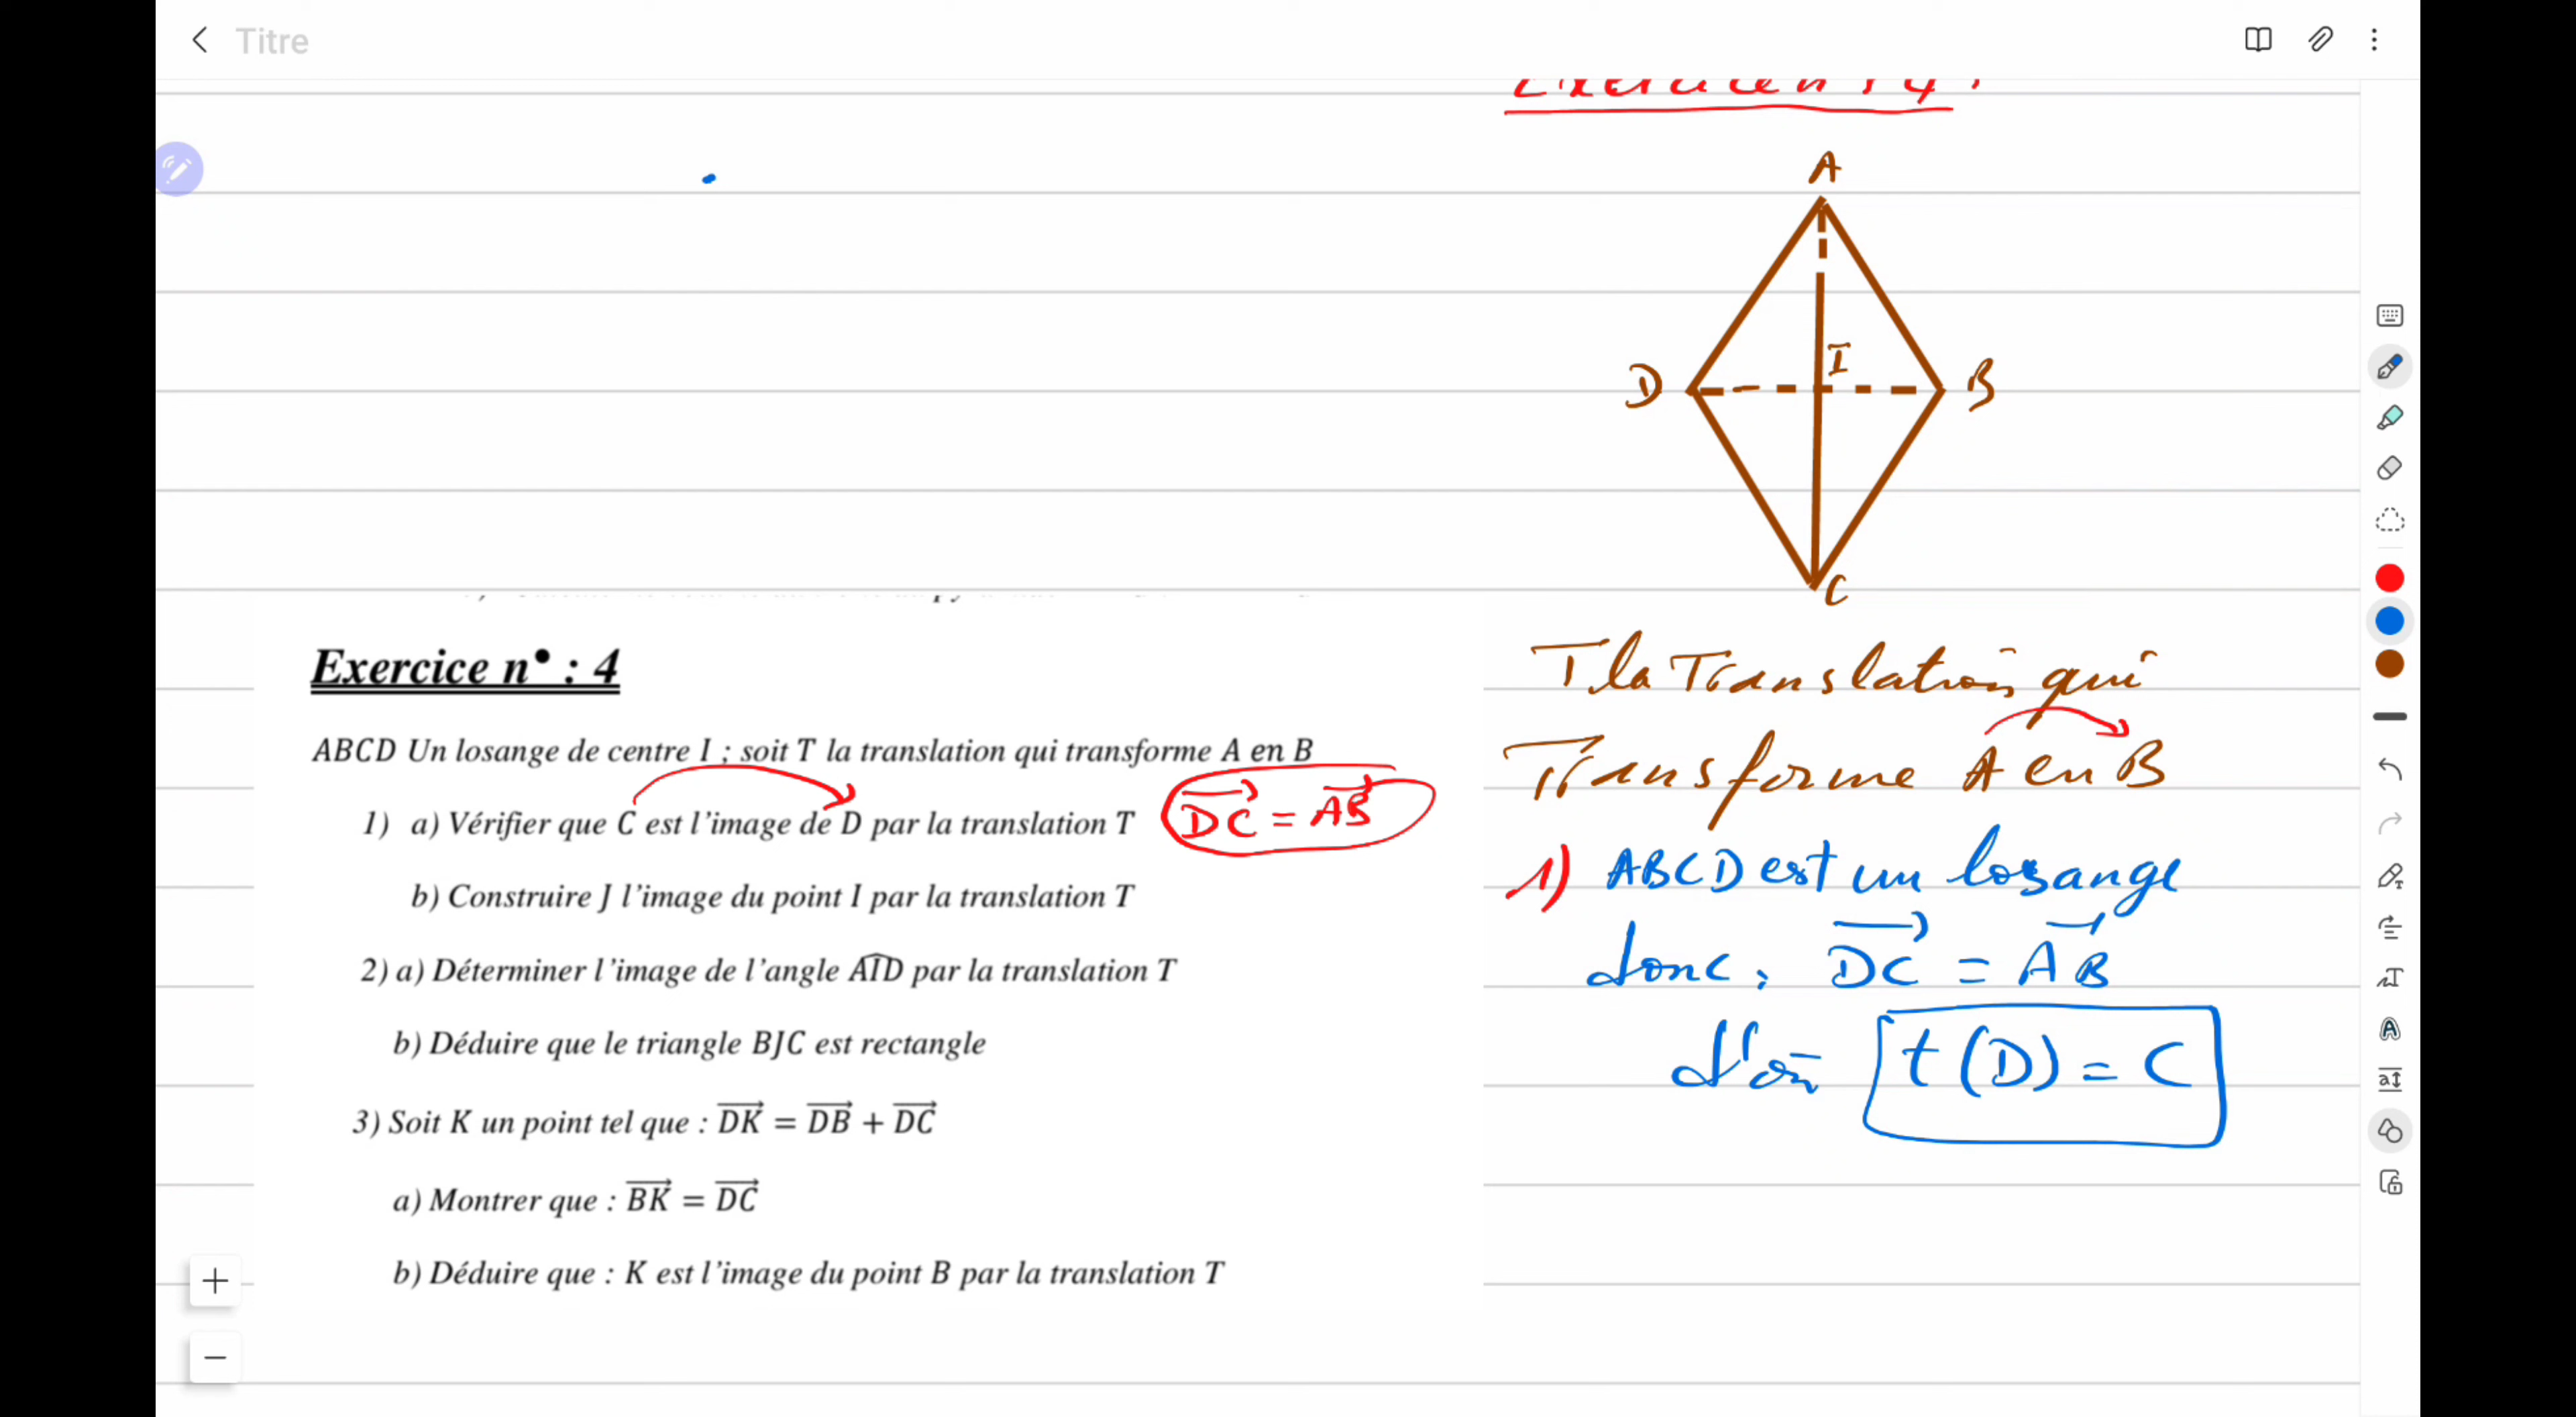 Titre
Exercice n° : 4
A
I
D
B
C
Exercice n° : 4
ABCD Un losange de centre I ; soit T la translation qui transforme A en B
1) a) Vérifier que C est l'image de D par la translation T
DC = AB
b) Construire J l'image du point I par la translation T
2) a) Déterminer l'image de l'angle AID par la translation T
b) Déduire que le triangle BJC est rectangle
3) Soit K un point tel que : DK = DB + DC
a) Montrer que : BK = DC
b) Déduire que : K est l'image du point B par la translation T
T la Translation qui
Transforme A en B
1) ABCD est un losange
donc, DC = AB
d'où t(D) = C